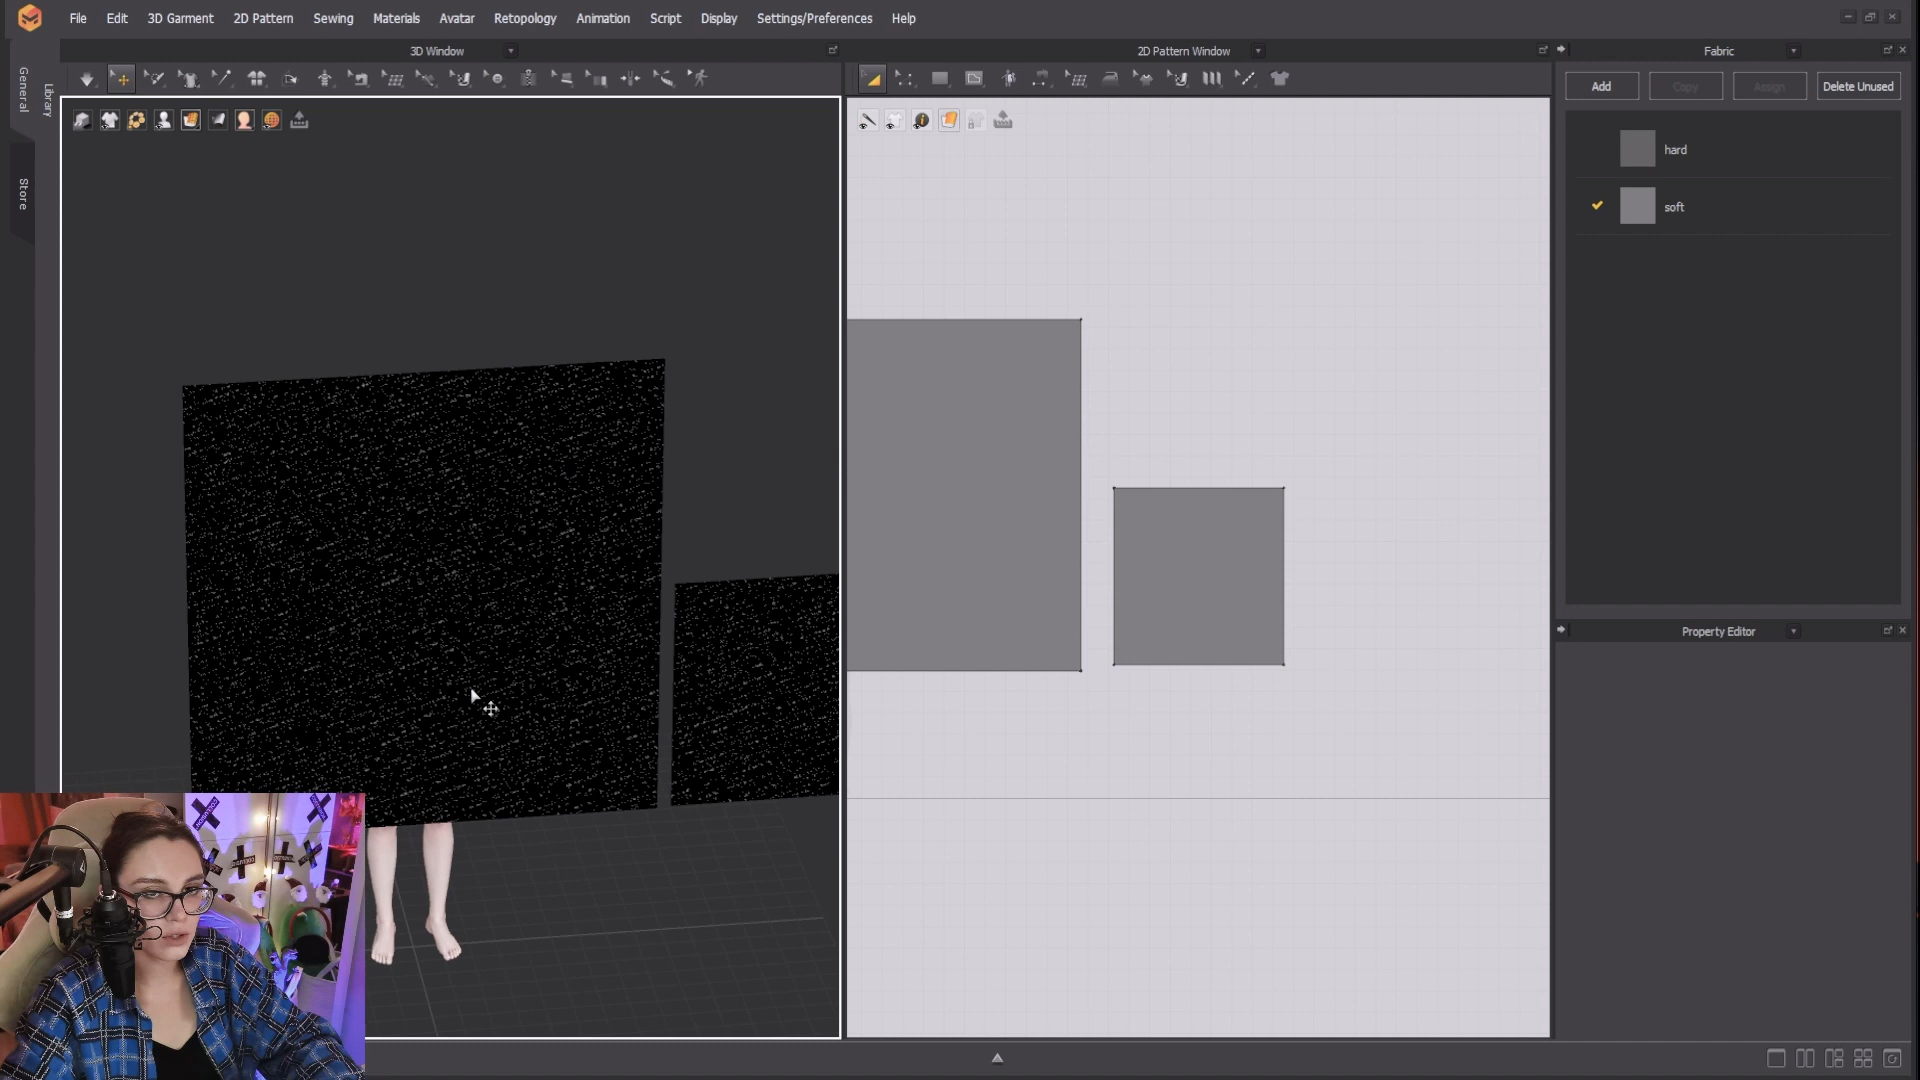 File Edit 3D Garment 2D Pattern Sewing Materials Avatar Retopology Animation Script Display Settings/Preferences Help
3D Window
2D Pattern Window
Fabric
General
Library
Store
Add
Copy
Assign
Delete Unused
hard
soft
Property Editor